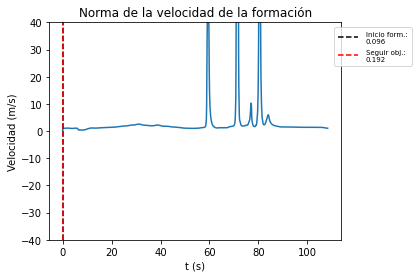 Norma de la velocidad de la formación
Velocidad (m/s)
40
30
20
10
0
−10
−20
−30
−40
0 20 40 60 80 100
t (s)
Inicio form.:
0.096
Seguir obj.:
0.192